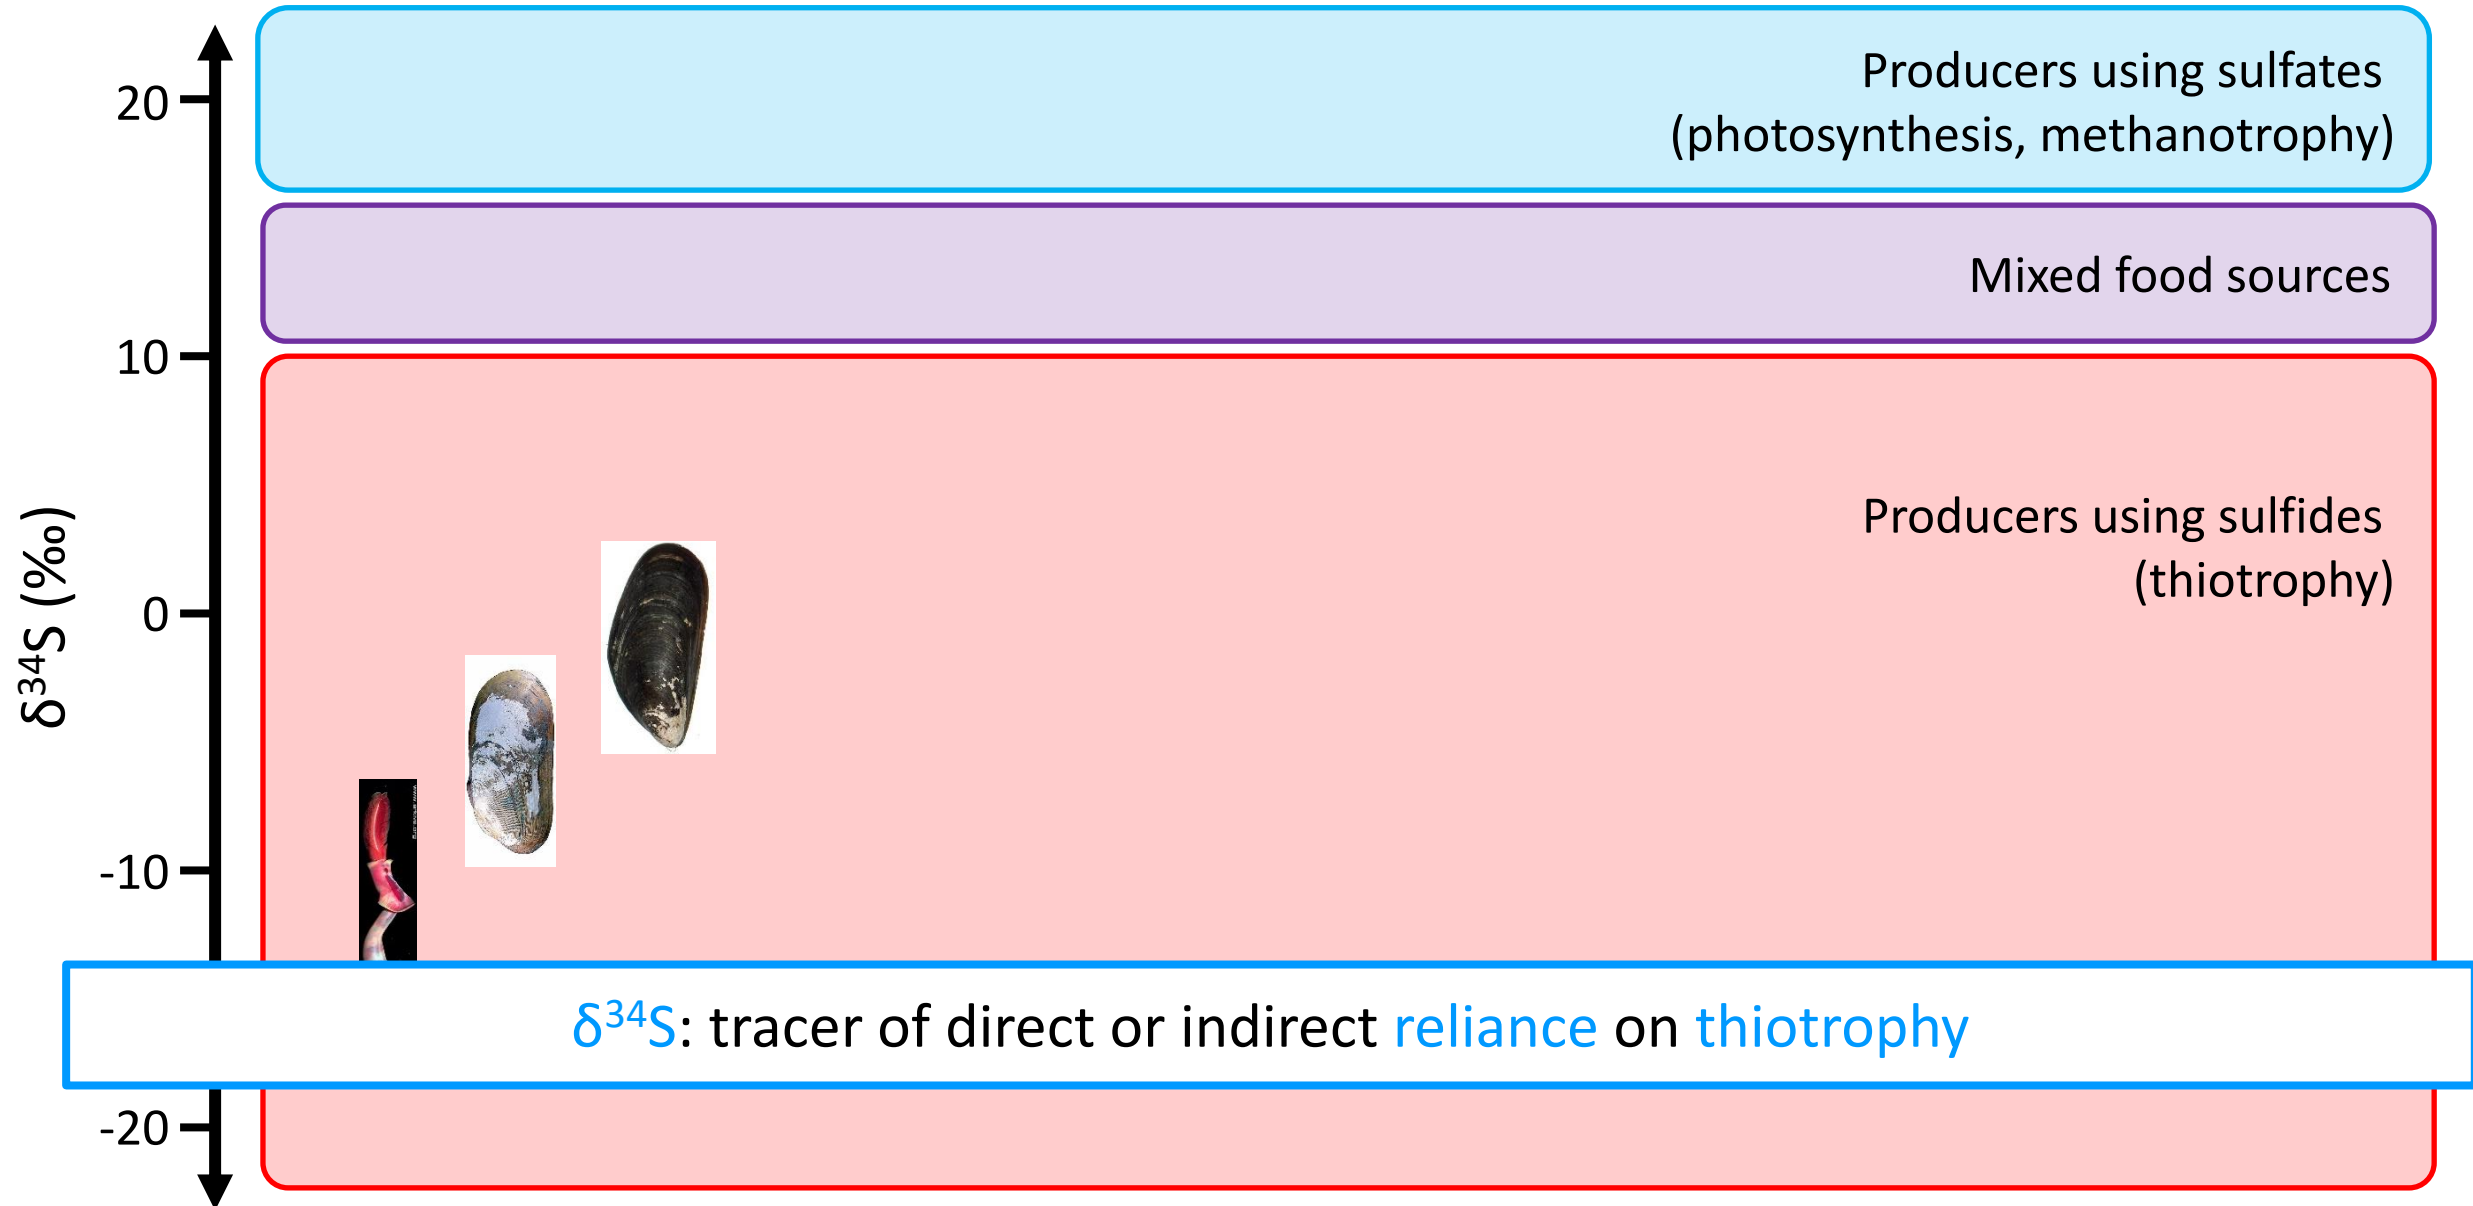 Producers using sulfates
(photosynthesis, methanotrophy)
20
Mixed food sources
10
Producers using sulfides
(thiotrophy)
δ³⁴S (‰)
0
-10
δ³⁴S: tracer of direct or indirect reliance on thiotrophy
-20